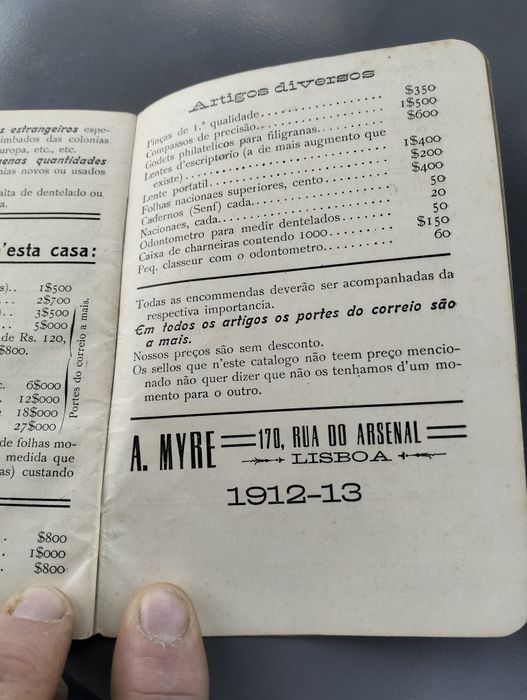 s estrangeiros espe-
imbados das colonias
uropa, etc., etc.
uenas quantidades
nias novos ou usados
alta de dentelado ou
a.
'esta casa:
s).. 1$500
... 2$700
.. 3$500
.. 5$000
de Rs. 120,
$800.
c. 6$000
. 12$000
e 18$000
27$000
Portes do correio a mais.
de folhas mo-
medida que
as) custando
. $800
. 1$000
. $800
Artigos diversos
Pinças de 1.ª qualidade.................... $350
Compassos de precisão.................... 1$500
Godets philatelicos para filigranas.......... $600
Lentes d'escriptorio (a de mais augmento que
existe)............................ 1$400
Lente portatil............................ $200
Folhas nacionaes superiores, cento.......... $400
Cadernos (Senf) cada...................... 50
Nacionaes, cada.......................... 20
Odontometro para medir dentelados.......... 50
Caixa de charneiras contendo 1000.......... $150
Peq. classeur com o odontometro............ 60
Todas as encommendas deverão ser acompanhadas da
respectiva importancia.
Em todos os artigos os portes do correio são
a mais.
Nossos preços são sem desconto.
Os sellos que n'este catalogo não teem preço mencio-
nado não quer dizer que não os tenhamos d'um mo-
mento para o outro.
A. MYRE = 170, RUA DO ARSENAL =
LISBOA
1912-13